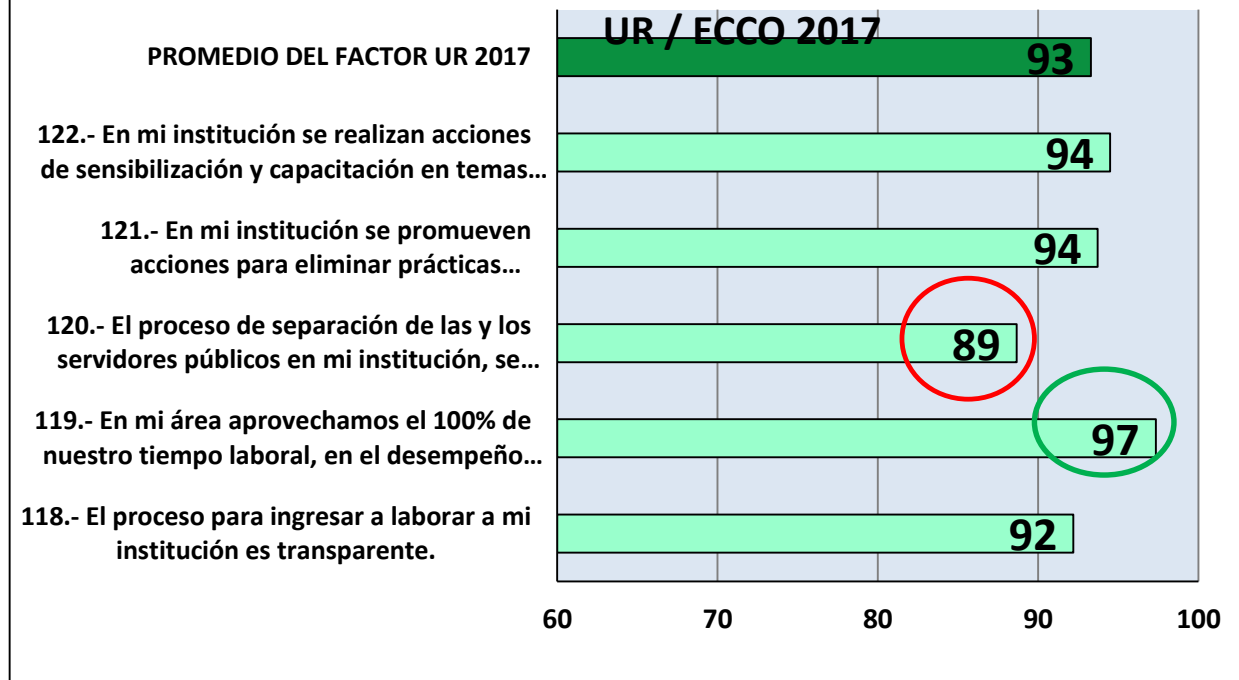 UR / ECCO 2017
PROMEDIO DEL FACTOR UR 2017
93
122.- En mi institución se realizan acciones
de sensibilización y capacitación en temas...
94
121.- En mi institución se promueven
acciones para eliminar prácticas...
94
120.- El proceso de separación de las y los
servidores públicos en mi institución, se...
89
119.- En mi área aprovechamos el 100% de
nuestro tiempo laboral, en el desempeño...
97
118.- El proceso para ingresar a laborar a mi
institución es transparente.
92
60 70 80 90 100